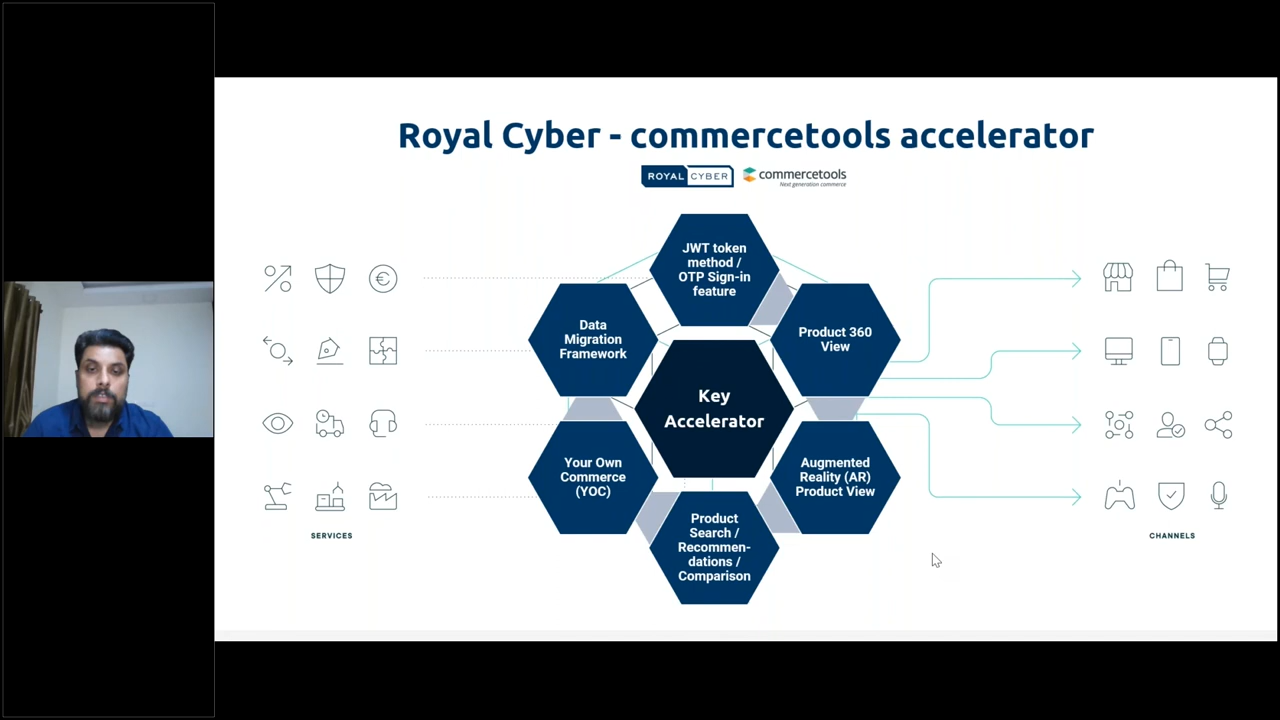 Royal Cyber - commercetools accelerator
ROYAL CYBER
commercetools
Next generation commerce
JWT token
method /
OTP Sign-in
feature
Data
Migration
Framework
Product 360
View
Key
Accelerator
Your Own
Commerce
(YOC)
Augmented
Reality (AR)
Product View
Product
Search /
Recommen-
dations /
Comparison
SERVICES
CHANNELS